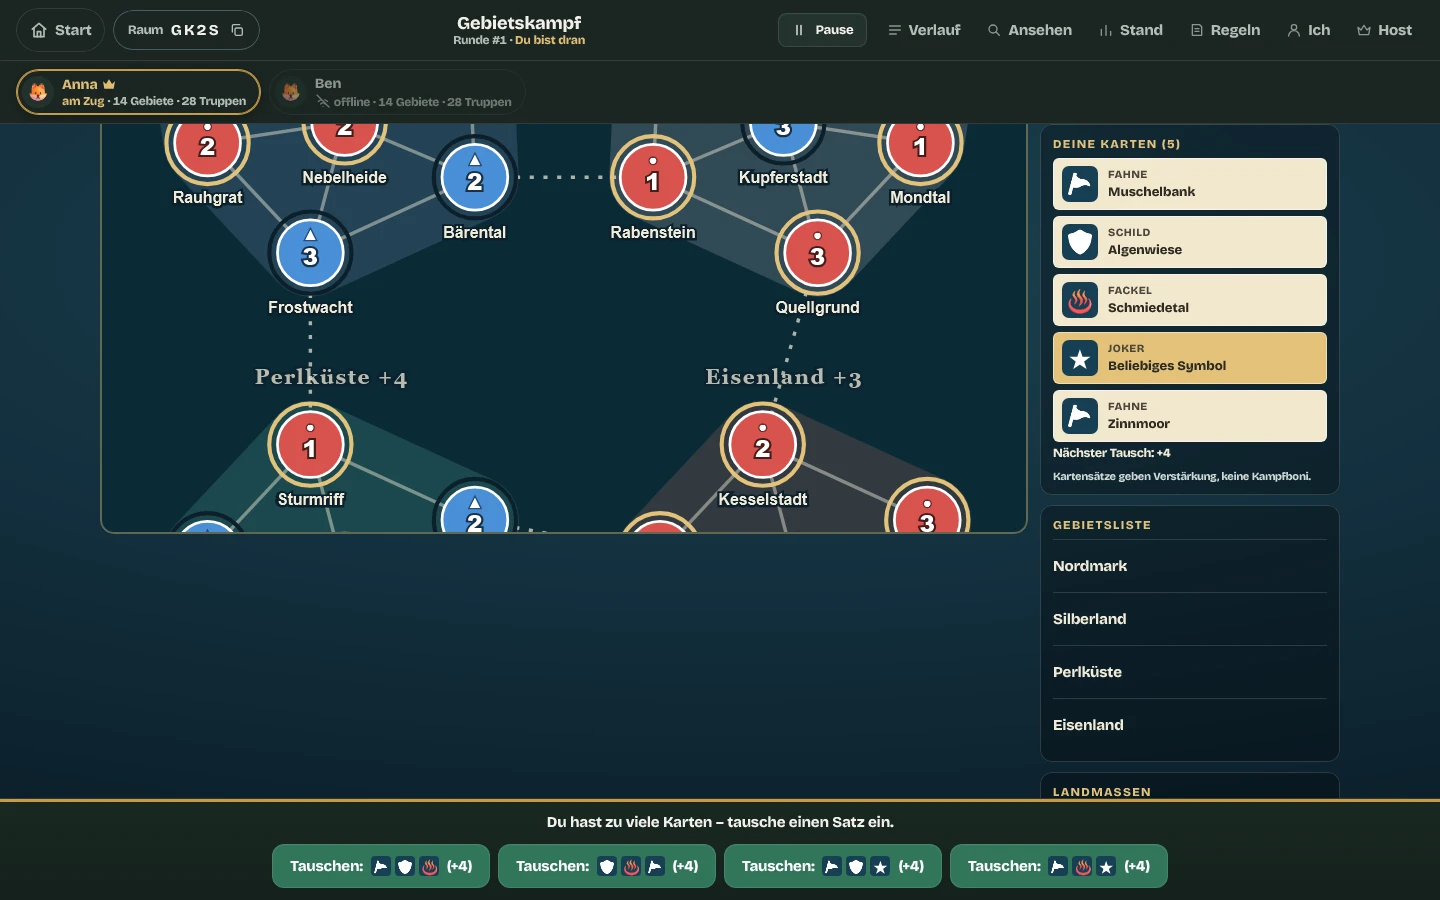 Start
Raum GK2S
Gebietskampf
Runde #1 · Du bist dran
Pause
Verlauf
Ansehen
Stand
Regeln
Ich
Host
Anna
am Zug · 14 Gebiete · 28 Truppen
Ben
offline · 14 Gebiete · 28 Truppen
2
2
3
1
2
1
Nebelheide
Kupferstadt
Rauhgrat
Mondtal
Bärental
Rabenstein
3
3
Frostwacht
Quellgrund
Perlküste +4
Eisenland +3
1
2
Sturmriff
Kesselstadt
2
3
DEINE KARTEN (5)
FAHNE
Muschelbank
SCHILD
Algenwiese
FACKEL
Schmiedetal
JOKER
Beliebiges Symbol
FAHNE
Zinnmoor
Nächster Tausch: +4
Kartensätze geben Verstärkung, keine Kampfboni.
GEBIETSLISTE
Nordmark
Silberland
Perlküste
Eisenland
LANDMASSEN
Du hast zu viele Karten – tausche einen Satz ein.
Tauschen: (+4)
Tauschen: (+4)
Tauschen: (+4)
Tauschen: (+4)